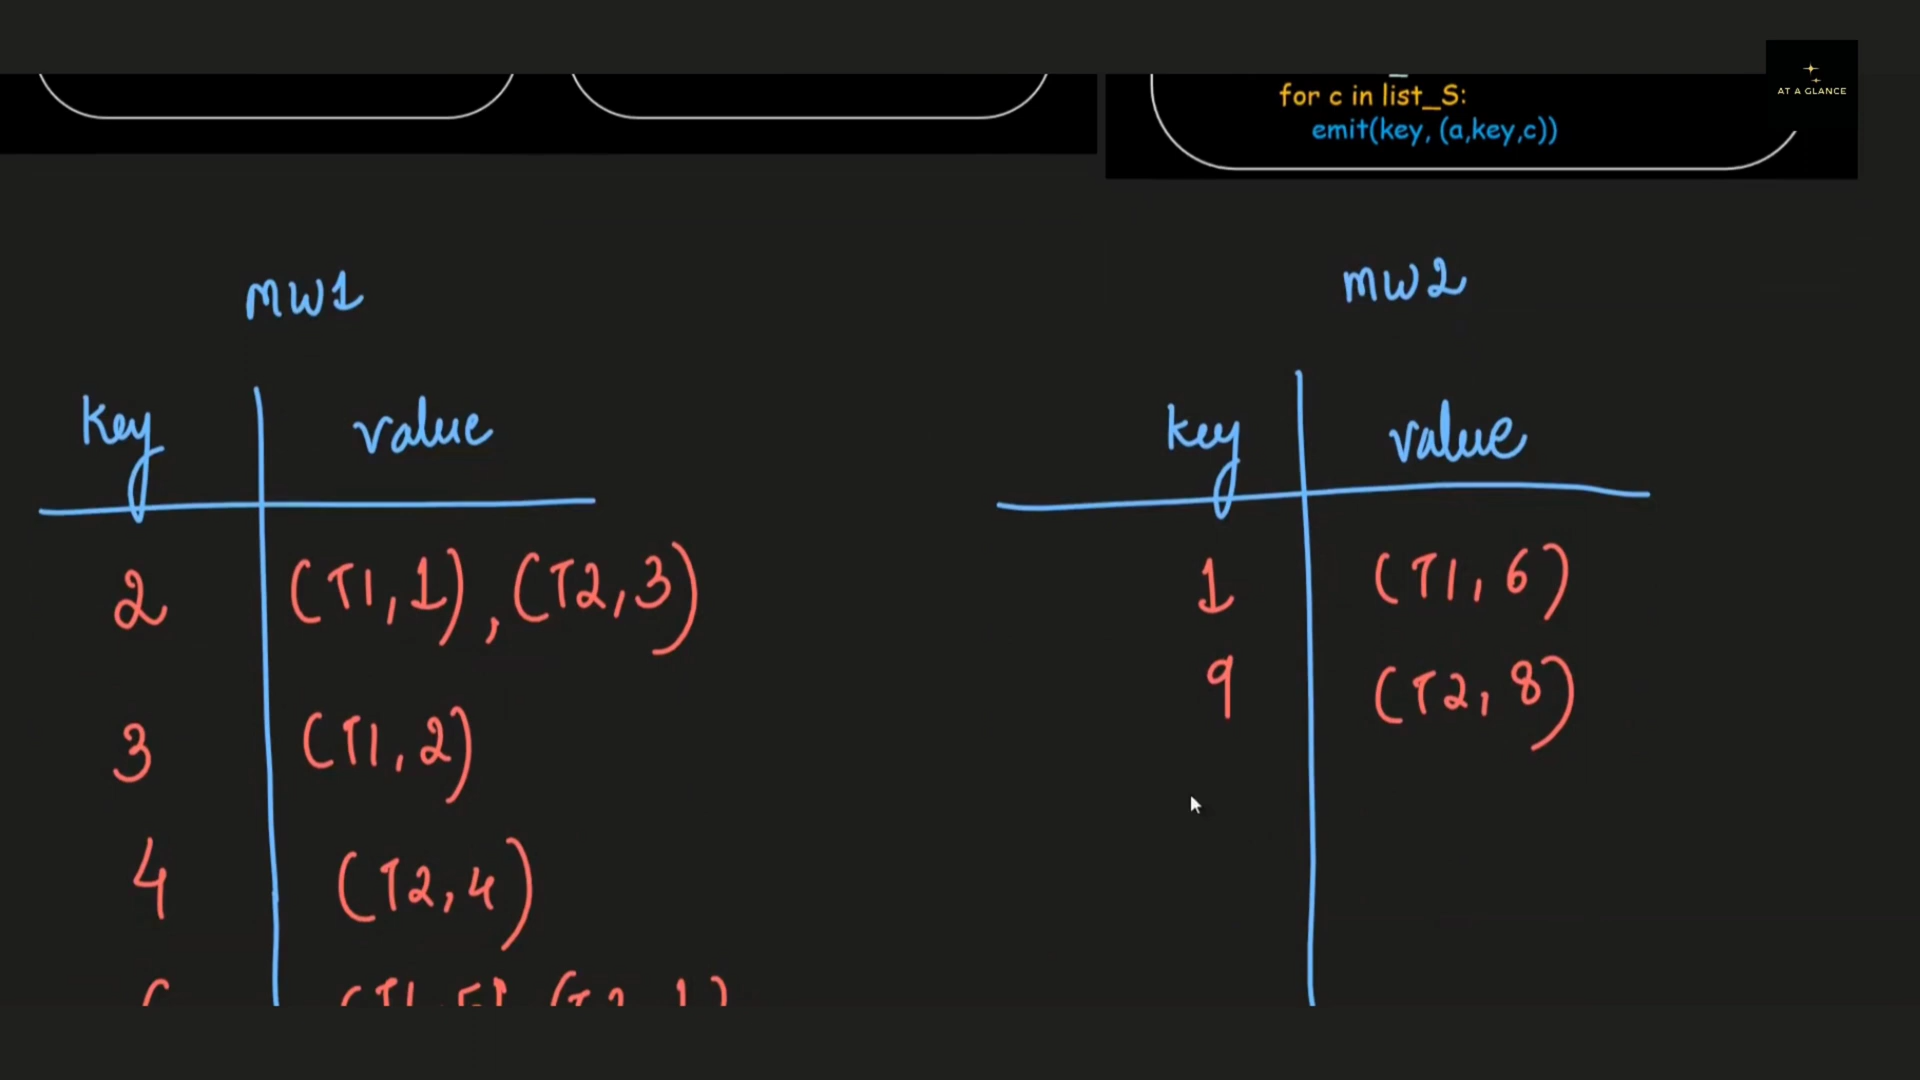 for c in list_S:
emit(key, (a,key,c))
AT A GLANCE
MW1
MW2
Key value
key value
2 (T1,1), (T2,3)
3 (T1,2)
4 (T2,4)
1 (T1,6)
9 (T2,8)